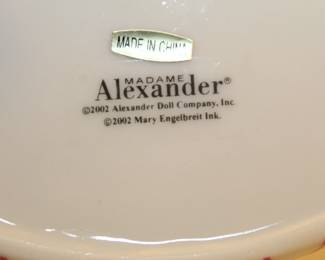 MADE IN CHINA
MADAME
Alexander®
©2002 Alexander Doll Company, Inc.
©2002 Mary Engelbreit Ink.